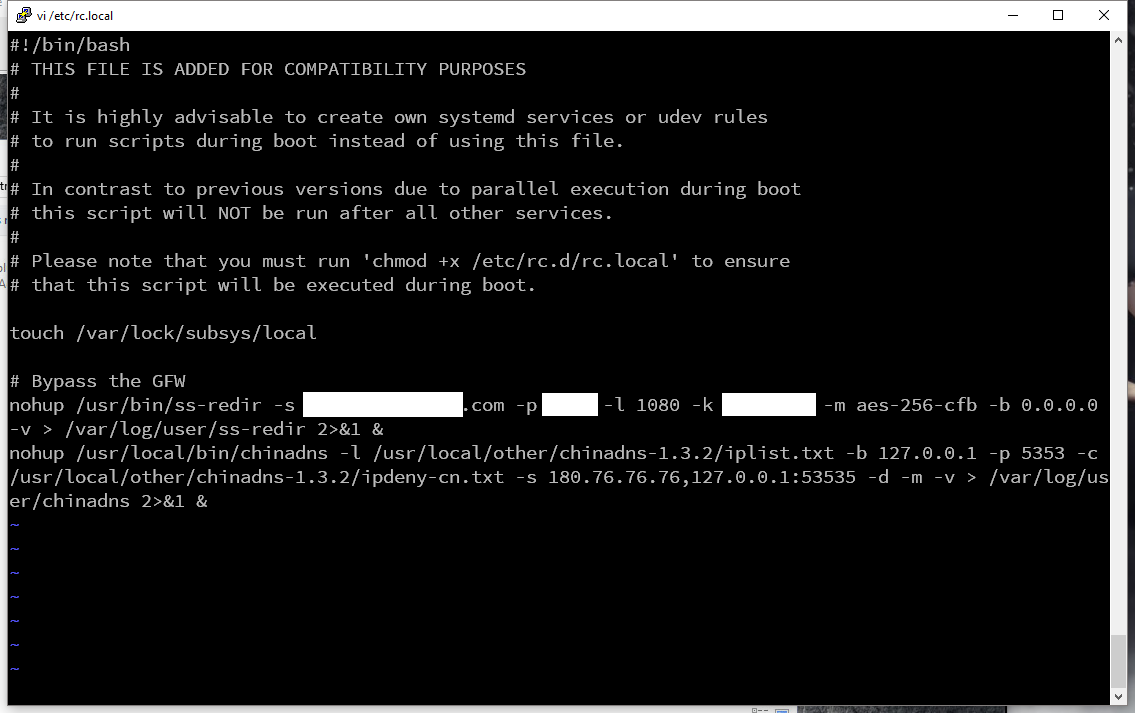 vi /etc/rc.local
#!/bin/bash
# THIS FILE IS ADDED FOR COMPATIBILITY PURPOSES
#
# It is highly advisable to create own systemd services or udev rules
# to run scripts during boot instead of using this file.
#
# In contrast to previous versions due to parallel execution during boot
# this script will NOT be run after all other services.
#
# Please note that you must run 'chmod +x /etc/rc.d/rc.local' to ensure
# that this script will be executed during boot.
touch /var/lock/subsys/local
# Bypass the GFW
nohup /usr/bin/ss-redir -s .com -p -l 1080 -k -m aes-256-cfb -b 0.0.0.0
-v > /var/log/user/ss-redir 2>&1 &
nohup /usr/local/bin/chinadns -l /usr/local/other/chinadns-1.3.2/iplist.txt -b 127.0.0.1 -p 5353 -c
/usr/local/other/chinadns-1.3.2/ipdeny-cn.txt -s 180.76.76.76,127.0.0.1:53535 -d -m -v > /var/log/us
er/chinadns 2>&1 &
~
~
~
~
~
~
~